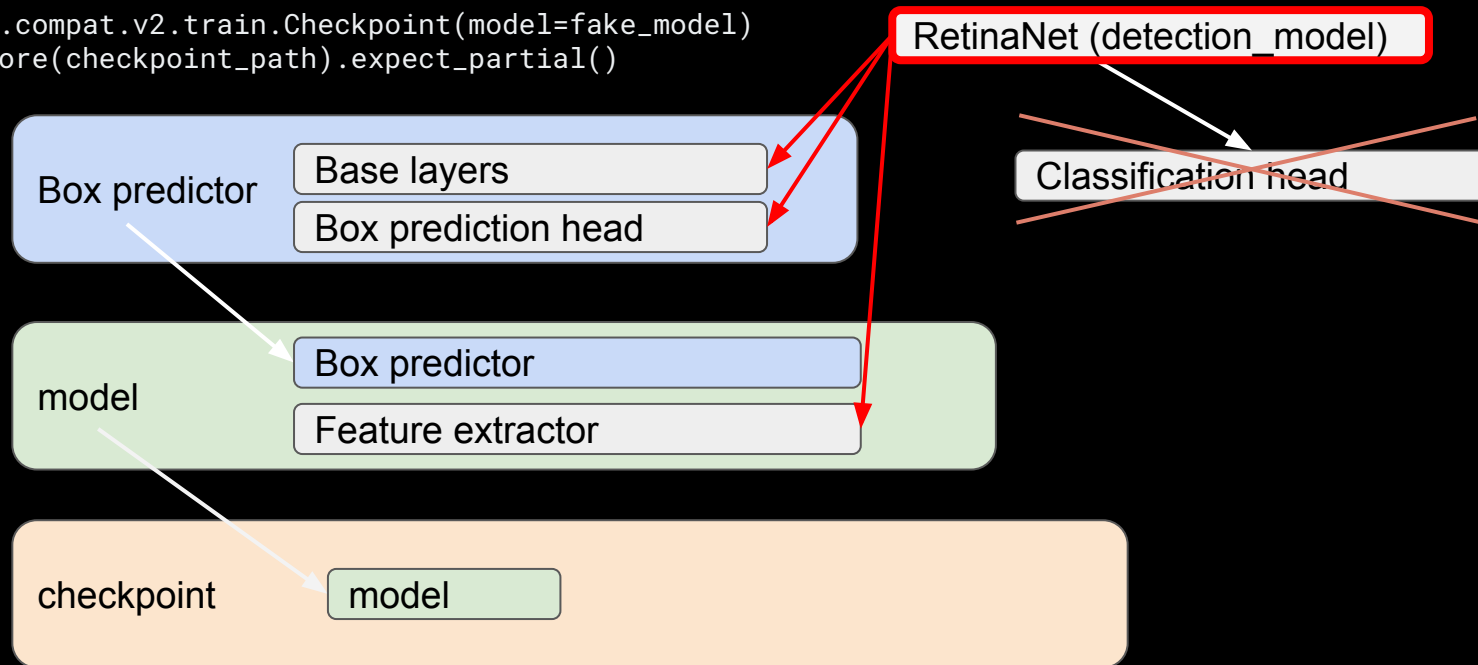 .compat.v2.train.Checkpoint(model=fake_model)
ore(checkpoint_path).expect_partial()
RetinaNet (detection_model)
Box predictor
Base layers
Box prediction head
Classification head
model
Box predictor
Feature extractor
checkpoint
model